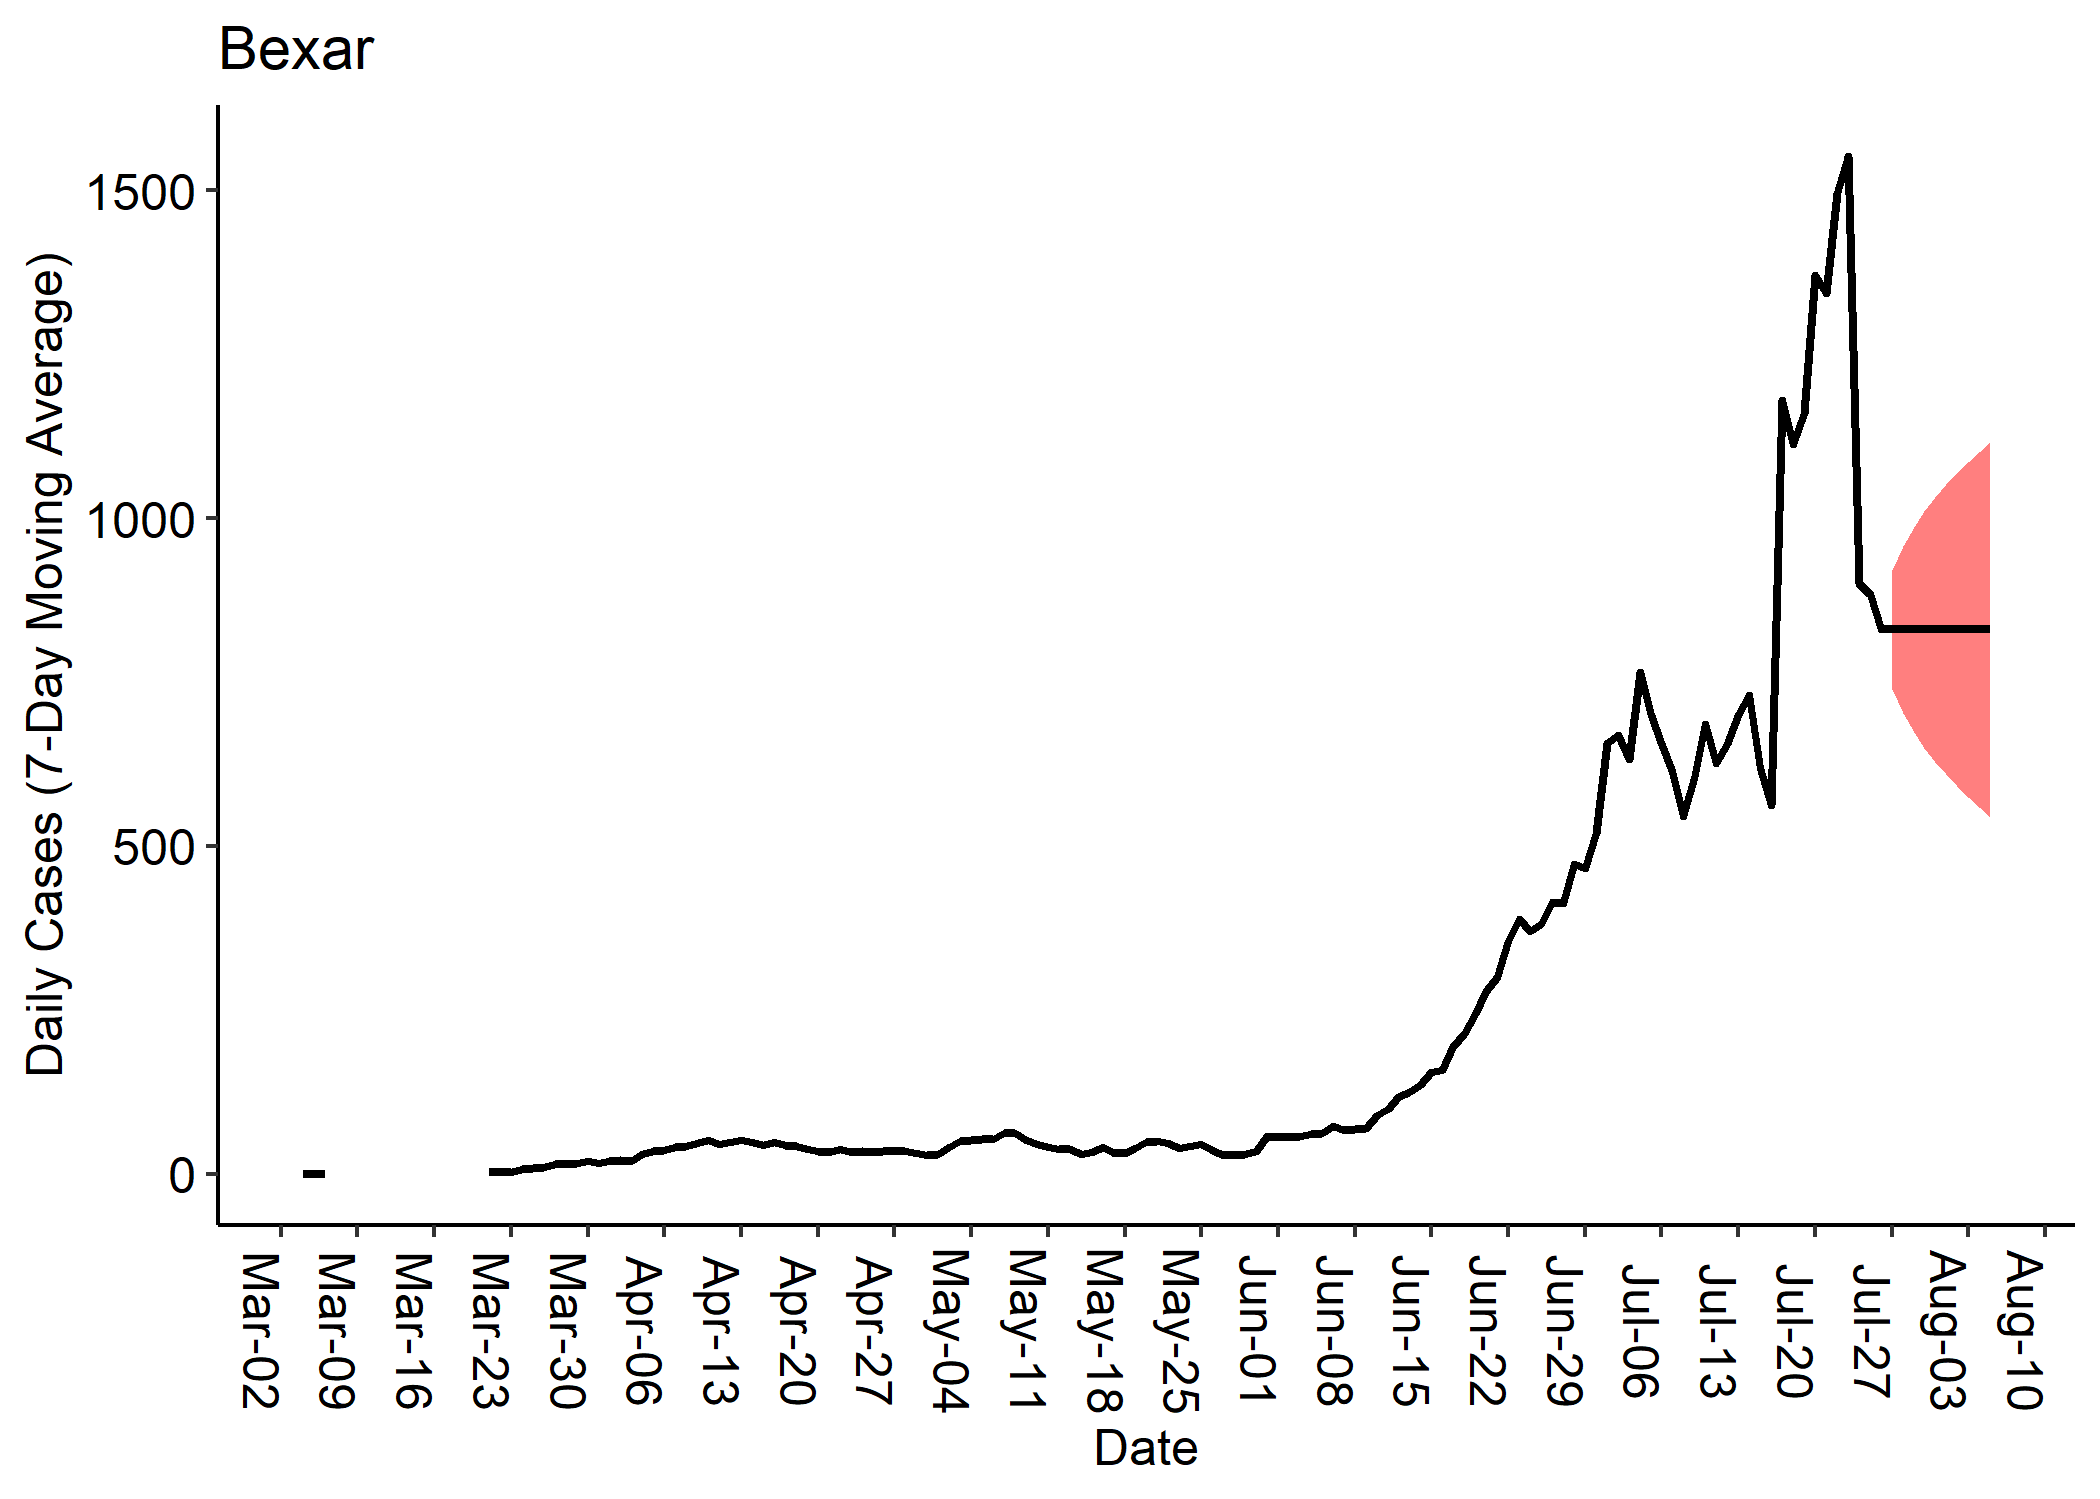 Bexar
Daily Cases (7-Day Moving Average)
1500
1000
500
0
Mar-02
Mar-09
Mar-16
Mar-23
Mar-30
Apr-06
Apr-13
Apr-20
Apr-27
May-04
May-11
May-18
May-25
Jun-01
Jun-08
Jun-15
Jun-22
Jun-29
Jul-06
Jul-13
Jul-20
Jul-27
Aug-03
Aug-10
Date